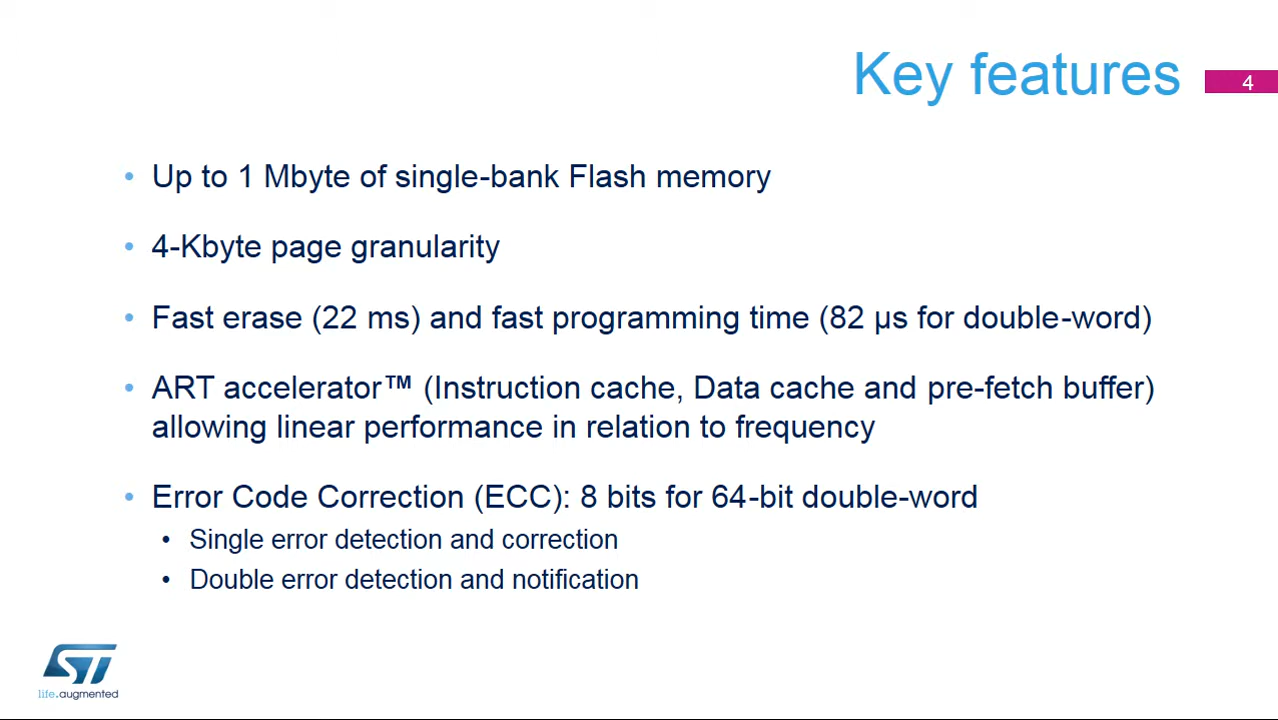 Key features
4
• Up to 1 Mbyte of single-bank Flash memory
• 4-Kbyte page granularity
• Fast erase (22 ms) and fast programming time (82 µs for double-word)
• ART accelerator™ (Instruction cache, Data cache and pre-fetch buffer)
allowing linear performance in relation to frequency
• Error Code Correction (ECC): 8 bits for 64-bit double-word
• Single error detection and correction
• Double error detection and notification
ST
life.augmented